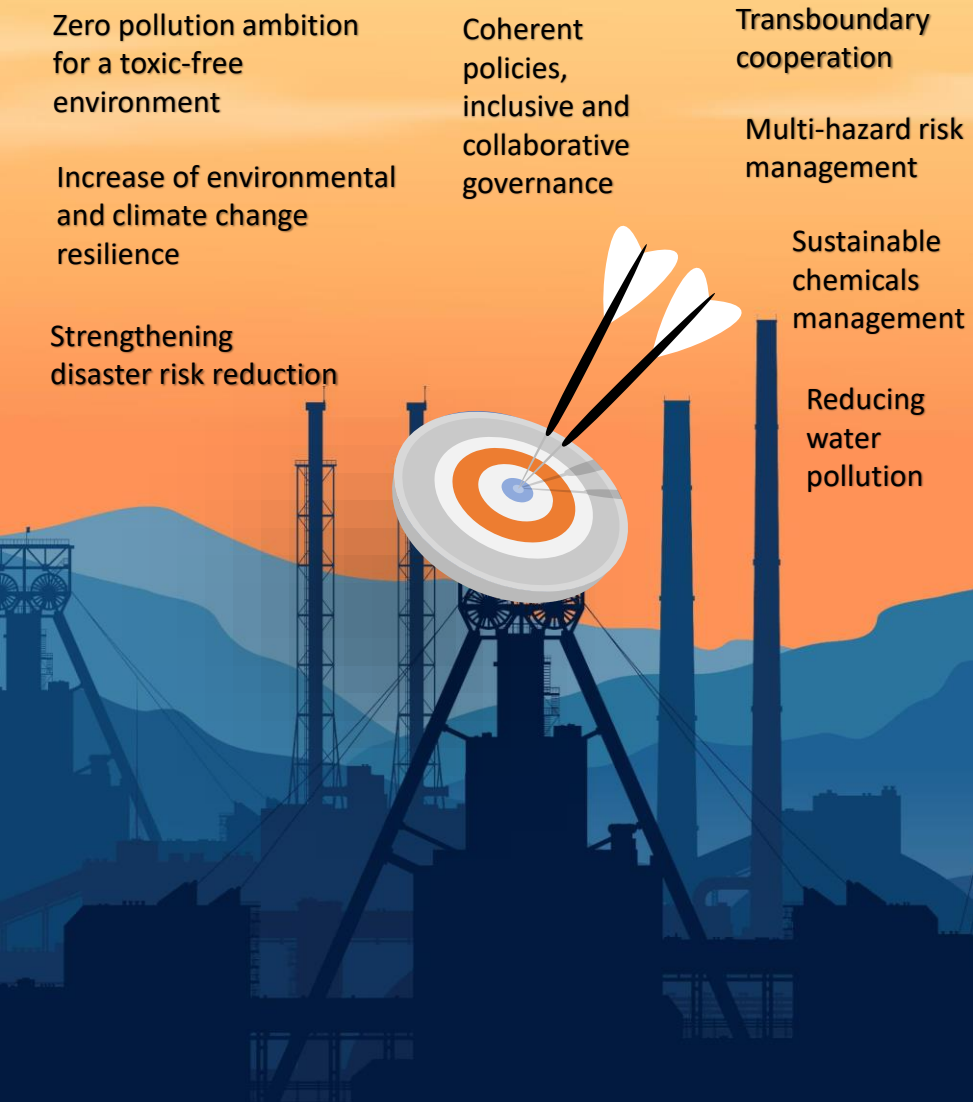 Zero pollution ambition
for a toxic-free
environment
Increase of environmental
and climate change
resilience
Strengthening
disaster risk reduction
Coherent
policies,
inclusive and
collaborative
governance
Transboundary
cooperation
Multi-hazard risk
management
Sustainable
chemicals
management
Reducing
water
pollution